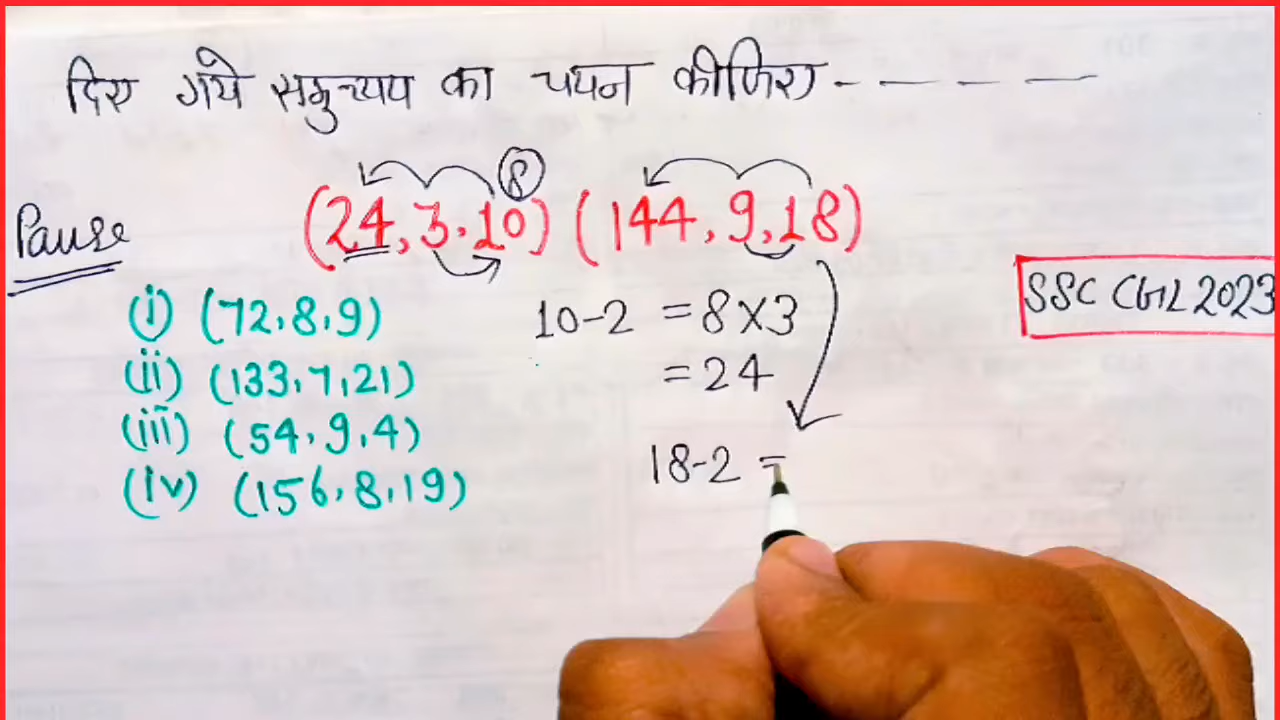 दिए गये समुच्चय का चयन कीजिए- — — —
8
(24, 3, 10) (144, 9, 18)
Pause
SSC CGL 2023
(i) (72, 8, 9)
10-2 = 8×3
(ii) (133, 7, 21)
= 24
(iii) (54, 9, 4)
18-2 =
(iv) (156, 8, 19)